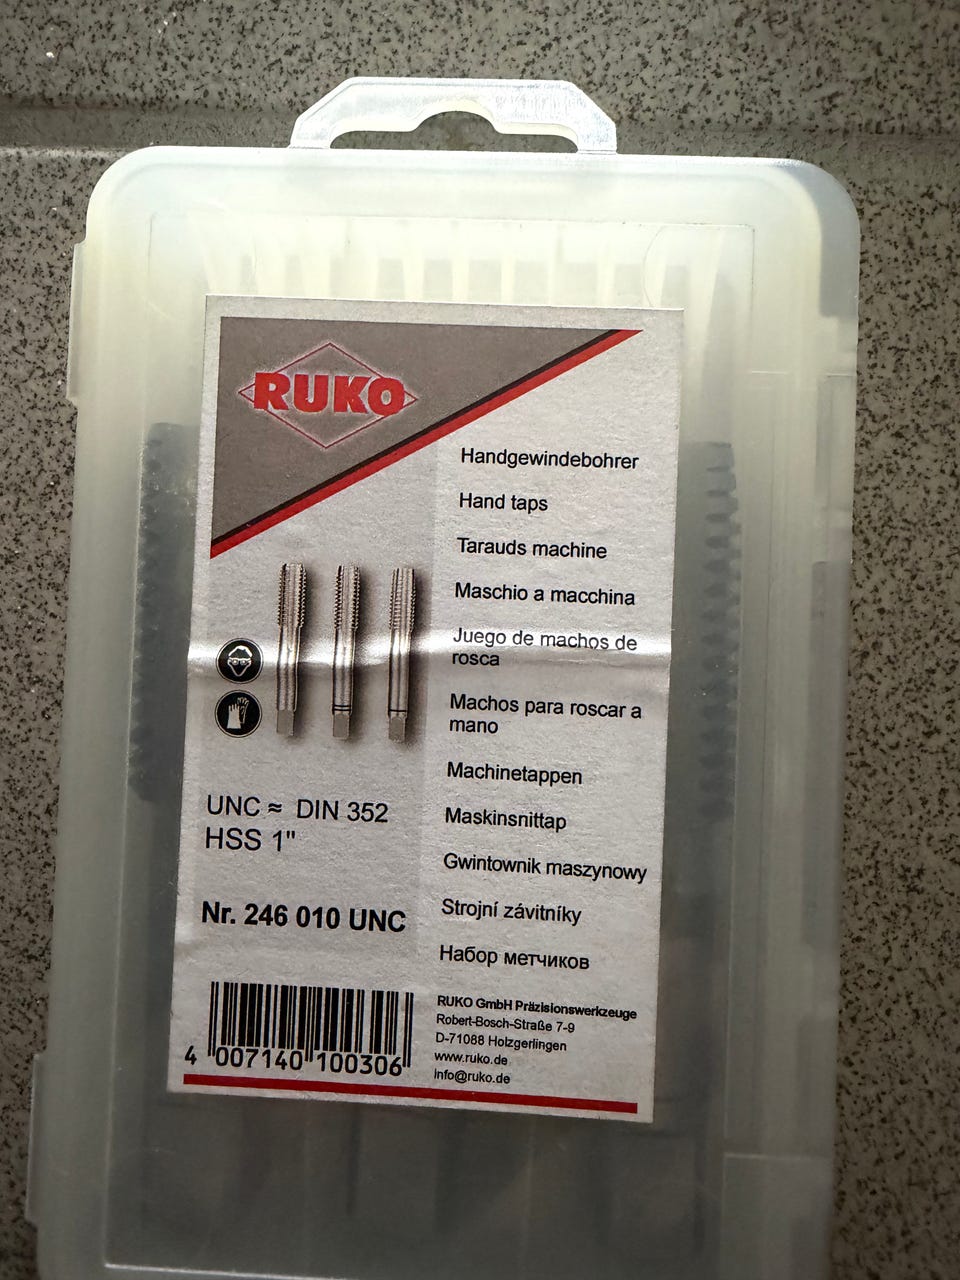 RUKO
Handgewindebohrer
Hand taps
Tarauds machine
Maschio a macchina
Juego de machos de
rosca
Machos para roscar a
mano
Machinetappen
Maskinsnittap
Gwintownik maszynowy
Strojní závitníky
Набор метчиков
UNC ≈ DIN 352
HSS 1"
Nr. 246 010 UNC
4 007140 100306
RUKO GmbH Präzisionswerkzeuge
Robert-Bosch-Straße 7-9
D-71088 Holzgerlingen
www.ruko.de
info@ruko.de